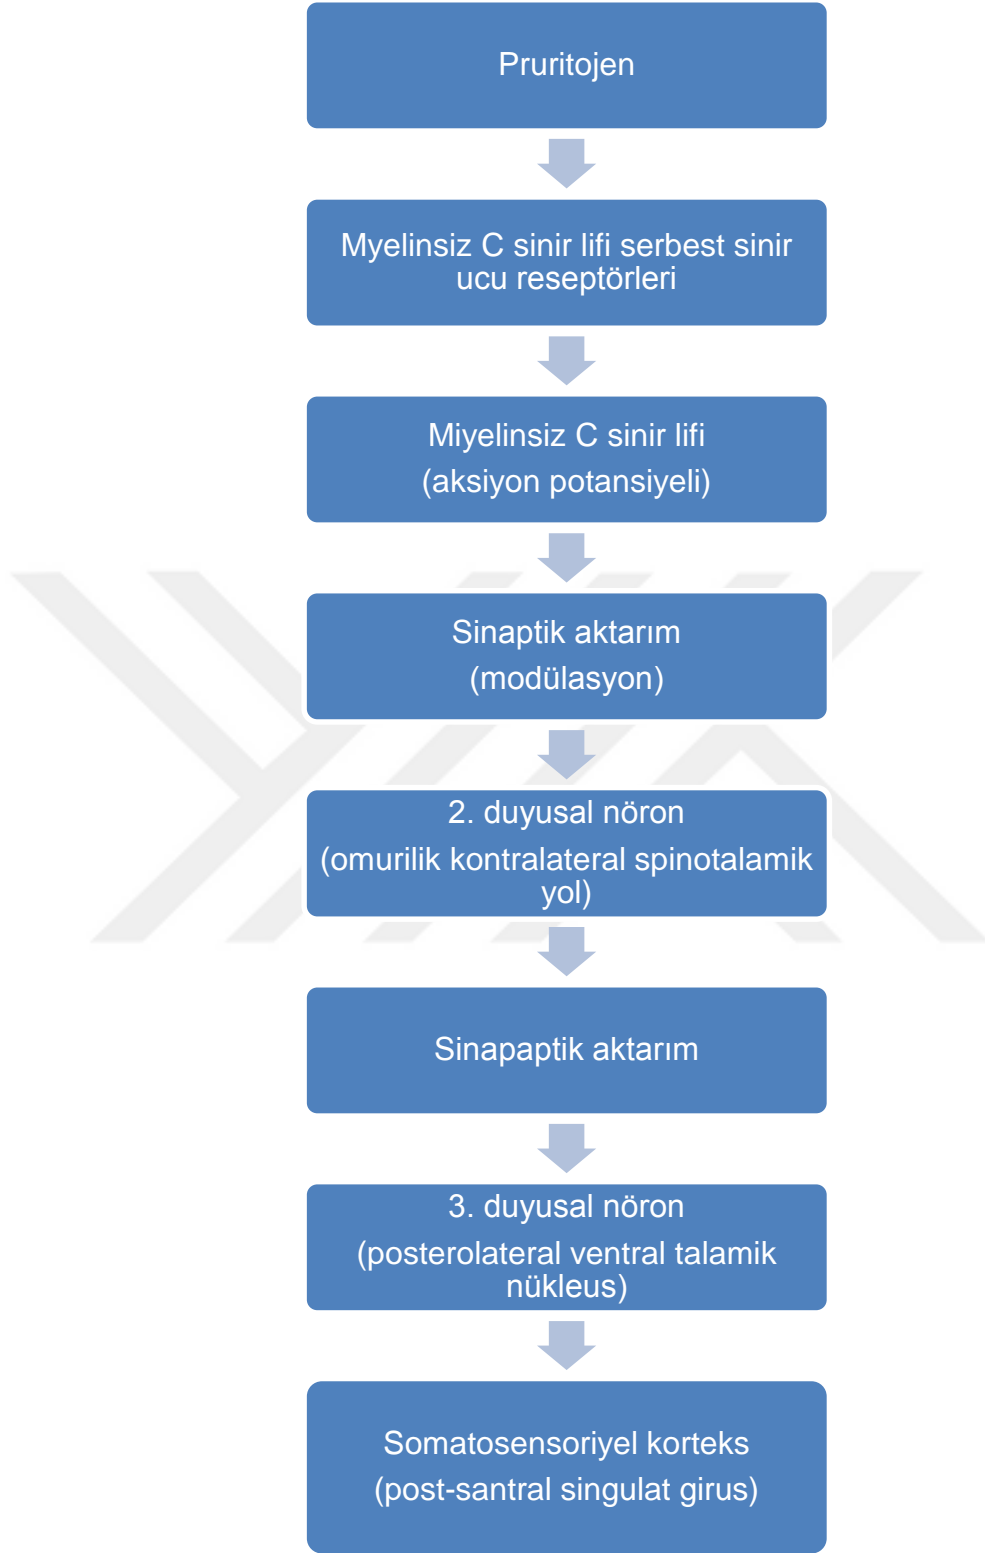 Pruritojen
Myelinsiz C sinir lifi serbest sinir
ucu reseptörleri
Miyelinsiz C sinir lifi
(aksiyon potansiyeli)
Sinaptik aktarım
(modülasyon)
2. duyusal nöron
(omurilik kontralateral spinotalamik
yol)
Sinapaptik aktarım
3. duyusal nöron
(posterolateral ventral talamik
nükleus)
Somatosensoriyel korteks
(post-santral singulat girus)